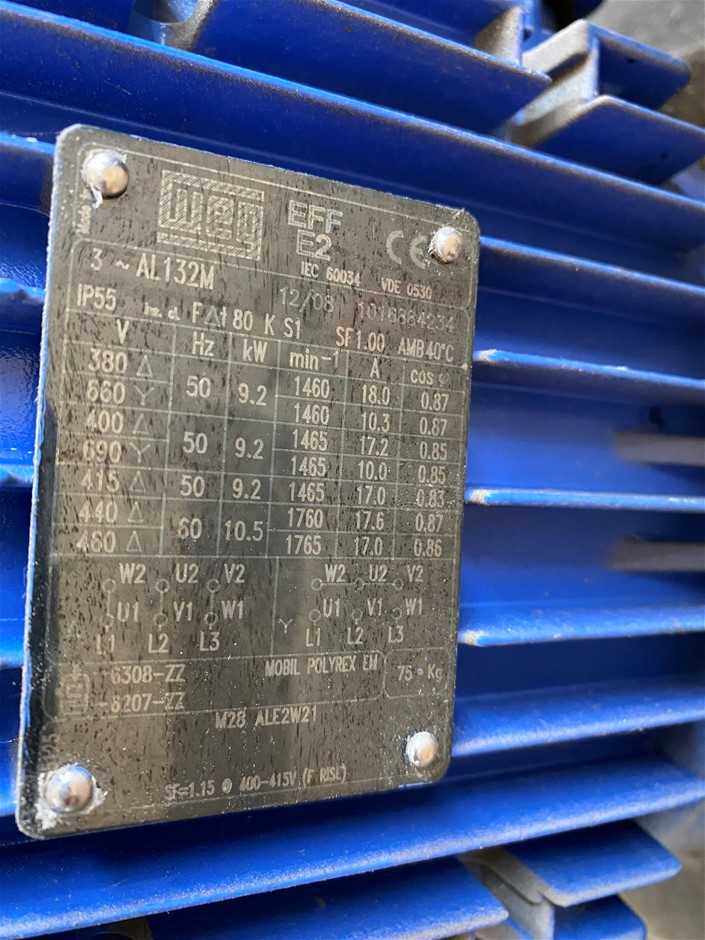 WEG
EFF
E2
CE
3 ~ AL132M
IEC 60034 VDE 0530
12/08 1016884234
IP55 Ins. cl. F Δt 80 K S1 SF1.00 AMB40°C
V Hz kW min-1 A cos φ
380 Δ 50 9.2 1460 18.0 0.87
660 Y 1460 10.3 0.87
400 Δ 50 9.2 1465 17.2 0.85
690 Y 1465 10.0 0.85
415 Δ 50 9.2 1465 17.0 0.83
440 Δ 60 10.5 1760 17.6 0.87
460 Δ 1765 17.0 0.86
W2 U2 V2 W2 U2 V2
U1 V1 W1 U1 V1 W1
Δ L1 L2 L3 Y L1 L2 L3
6308-ZZ MOBIL POLYREX EM 75 Kg
6207-ZZ
M28 ALE2W21
SF=1.15 @ 400-415V (F RISE)